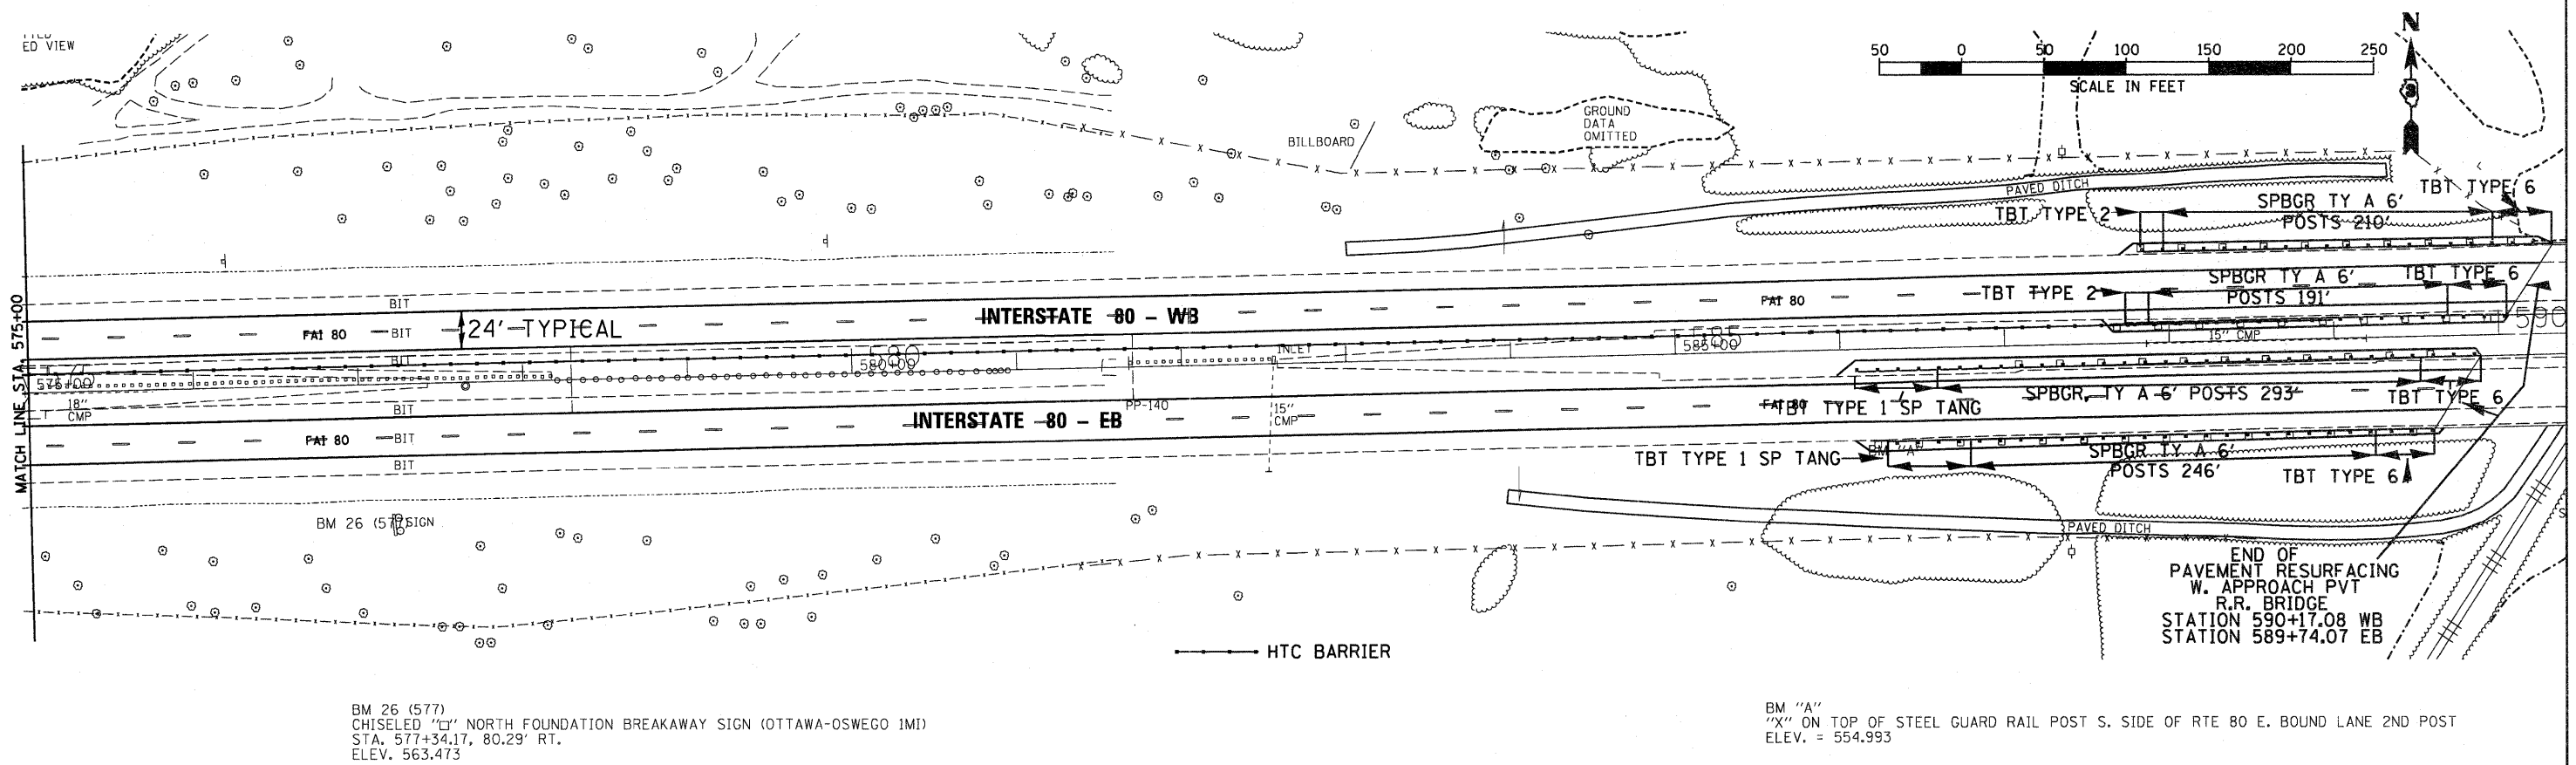 ED VIEW
N
50 0 50 100 150 200 250
SCALE IN FEET
GROUND
DATA
OMITTED
BILLBOARD
PAVED DITCH
TBT TYPE 6
TBT TYPE 2
SPBGR TY A 6'
POSTS 210'
SPBGR TY A 6'
TBT TYPE 6
TBT TYPE 2
POSTS 191'
BIT
INTERSTATE 80 - WB
FAI 80
FAI 80
BIT
24' TYPICAL
BIT
590
15" CMP
INLET
585
585+00
580
580+00
575+00
MATCH LINE STA. 575+00
18"
CMP
BIT
PP-140
15"
CMP
INTERSTATE 80 - EB
FAI 80
FAI 80
BIT
BIT
TBT TYPE 1 SP TANG
SPBGR, TY A 6' POSTS 293'
TBT TYPE 6
TBT TYPE 1 SP TANG
BM "A"
SPBGR TY A 6'
POSTS 246'
TBT TYPE 6
BM 26 (577)
SIGN
PAVED DITCH
END OF
PAVEMENT RESURFACING
W. APPROACH PVT
R.R. BRIDGE
STATION 590+17.08 WB
STATION 589+74.07 EB
HTC BARRIER
BM 26 (577)
CHISELED "□" NORTH FOUNDATION BREAKAWAY SIGN (OTTAWA-OSWEGO 1MI)
STA. 577+34.17, 80.29' RT.
ELEV. 563.473
BM "A"
"X" ON TOP OF STEEL GUARD RAIL POST S. SIDE OF RTE 80 E. BOUND LANE 2ND POST
ELEV. = 554.993